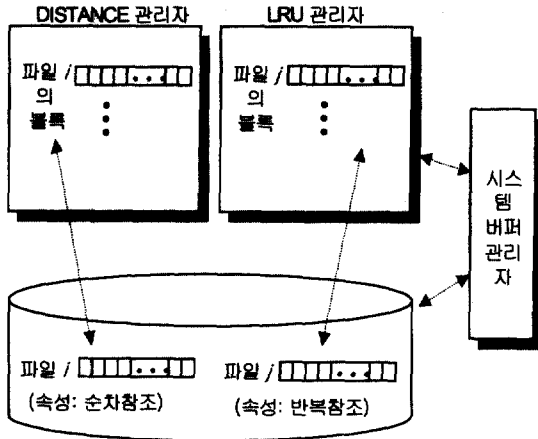 DISTANCE 관리자
LRU 관리자
파일 i
의
블록
파일 j
의
블록
시스
템
버퍼
관리
자
파일 i
(속성: 순차참조)
파일 j
(속성: 반복참조)